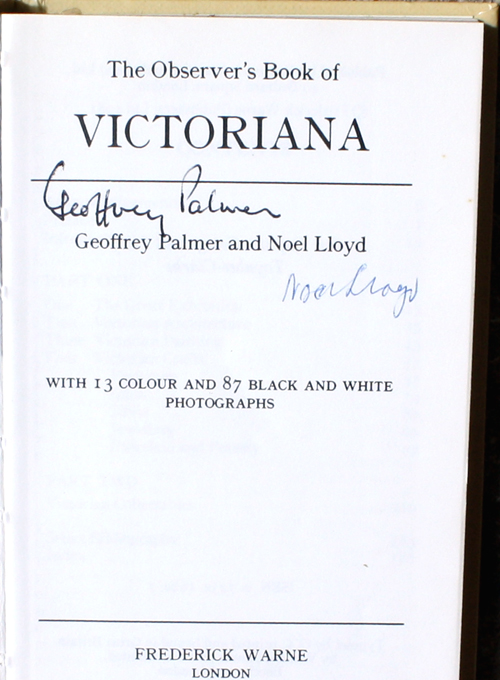 The Observer's Book of
VICTORIANA
Geoffrey Palmer
Geoffrey Palmer and Noel Lloyd
Noel Lloyd
WITH 13 COLOUR AND 87 BLACK AND WHITE
PHOTOGRAPHS
FREDERICK WARNE
LONDON